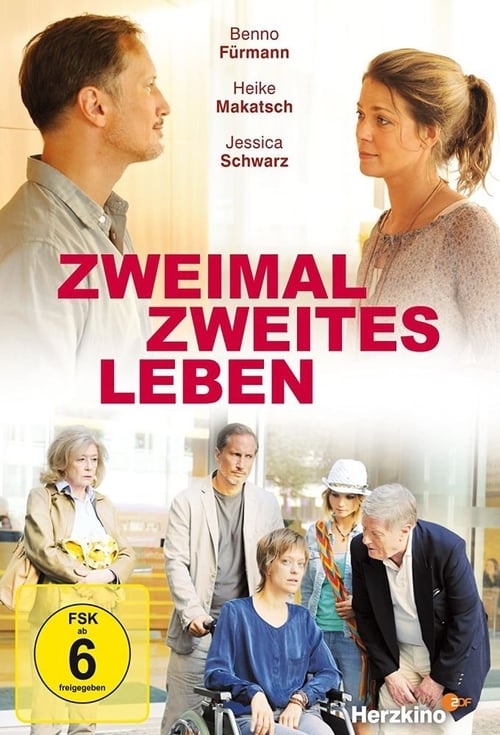 Benno
Fürmann
Heike
Makatsch
Jessica
Schwarz
ZWEIMAL
ZWEITES
LEBEN
FSK
ab
6
freigegeben
ZDF
Herzkino